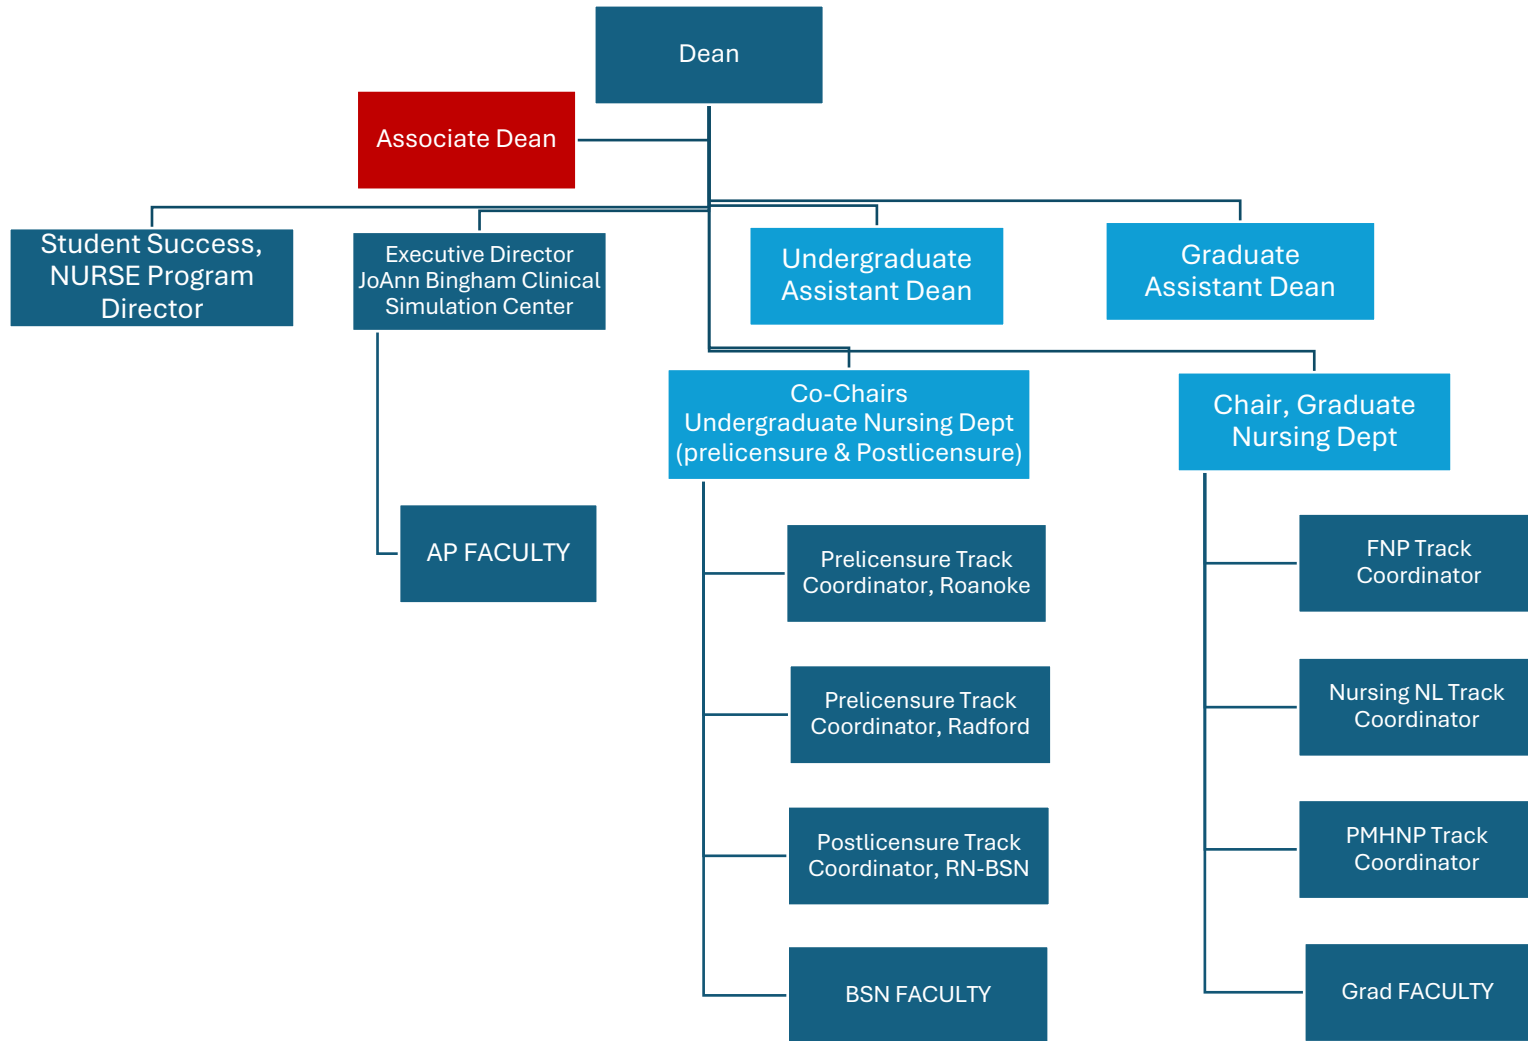 Dean
Associate Dean
Student Success,
NURSE Program
Director
Executive Director
JoAnn Bingham Clinical
Simulation Center
Undergraduate
Assistant Dean
Graduate
Assistant Dean
Co-Chairs
Undergraduate Nursing Dept
(prelicensure & Postlicensure)
Chair, Graduate
Nursing Dept
AP FACULTY
Prelicensure Track
Coordinator, Roanoke
Prelicensure Track
Coordinator, Radford
Postlicensure Track
Coordinator, RN-BSN
BSN FACULTY
FNP Track
Coordinator
Nursing NL Track
Coordinator
PMHNP Track
Coordinator
Grad FACULTY